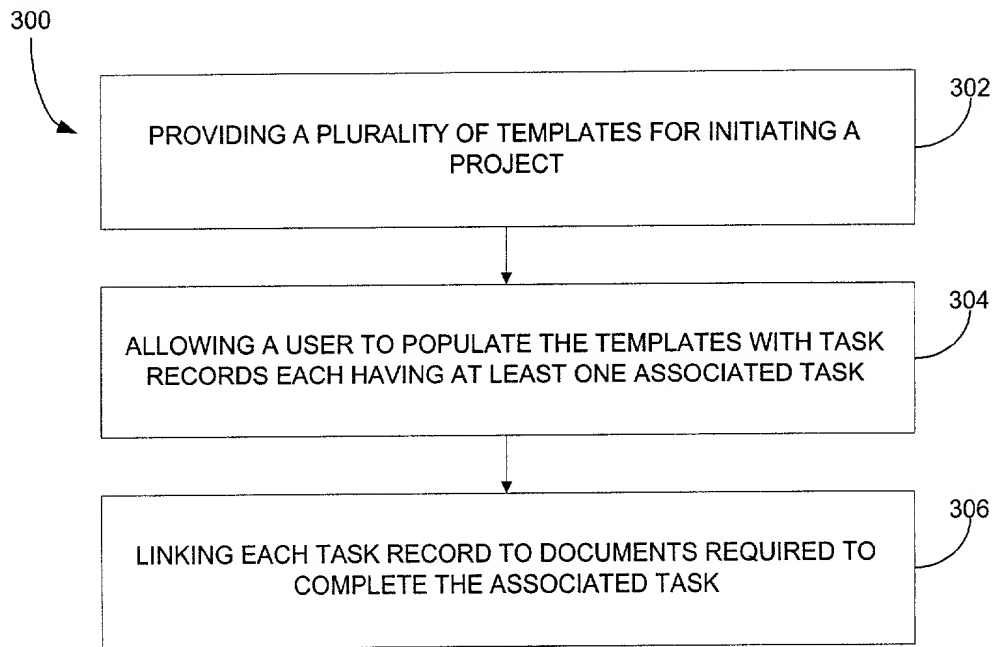 300
302
PROVIDING A PLURALITY OF TEMPLATES FOR INITIATING A
PROJECT
304
ALLOWING A USER TO POPULATE THE TEMPLATES WITH TASK
RECORDS EACH HAVING AT LEAST ONE ASSOCIATED TASK
306
LINKING EACH TASK RECORD TO DOCUMENTS REQUIRED TO
COMPLETE THE ASSOCIATED TASK